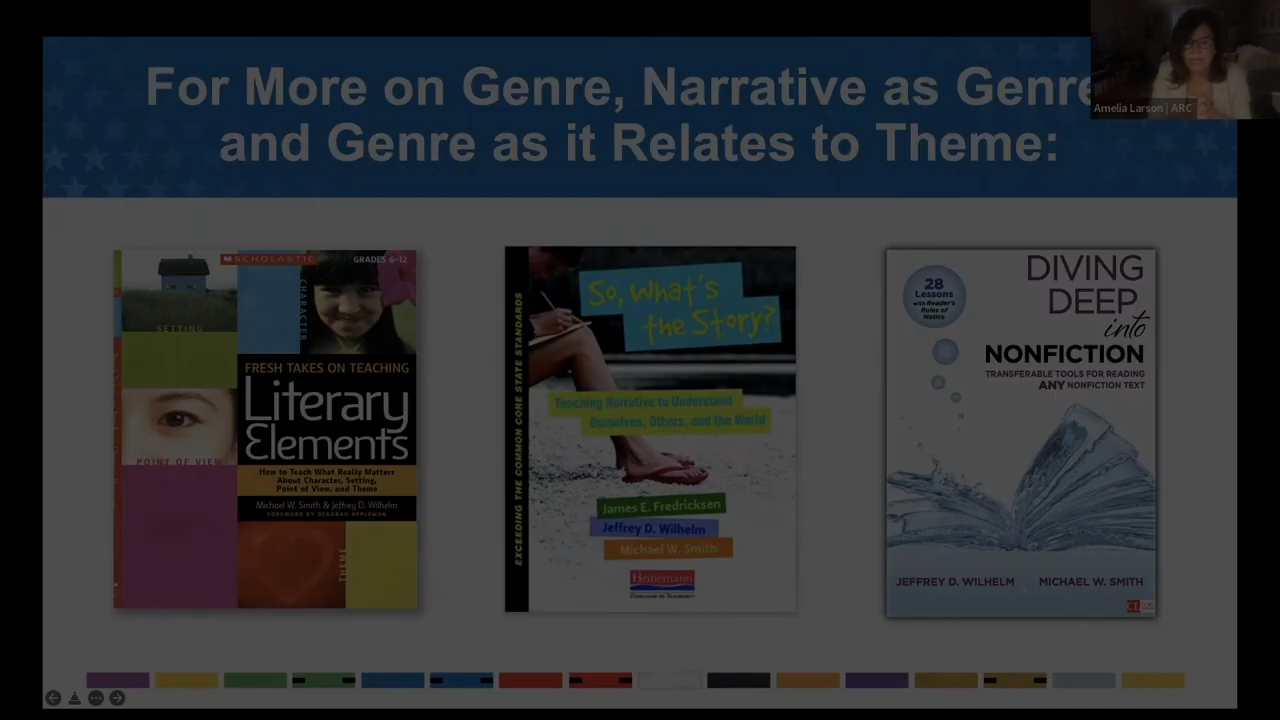 For More on Genre, Narrative as Genre
and Genre as it Relates to Theme:
Amelia Larson | ARC
SCHOLASTIC
GRADES 6–12
SETTING
CHARACTER
FRESH TAKES ON TEACHING
Literary
Elements
POINT OF VIEW
How to Teach What Really Matters
About Character, Setting,
Point of View, and Theme
Michael W. Smith & Jeffrey D. Wilhelm
FOREWORD BY DEBORAH APPLEMAN
THEME
EXCEEDING THE COMMON CORE STATE STANDARDS
So, what's
the Story?
Teaching Narrative to Understand
Ourselves, Others, and the World
James E. Fredricksen
Jeffrey D. Wilhelm
Michael W. Smith
Heinemann
28
Lessons
with Reader's
Rules of
Notice
DIVING
DEEP
into
NONFICTION
TRANSFERABLE TOOLS FOR READING
ANY NONFICTION TEXT
JEFFREY D. WILHELM
MICHAEL W. SMITH